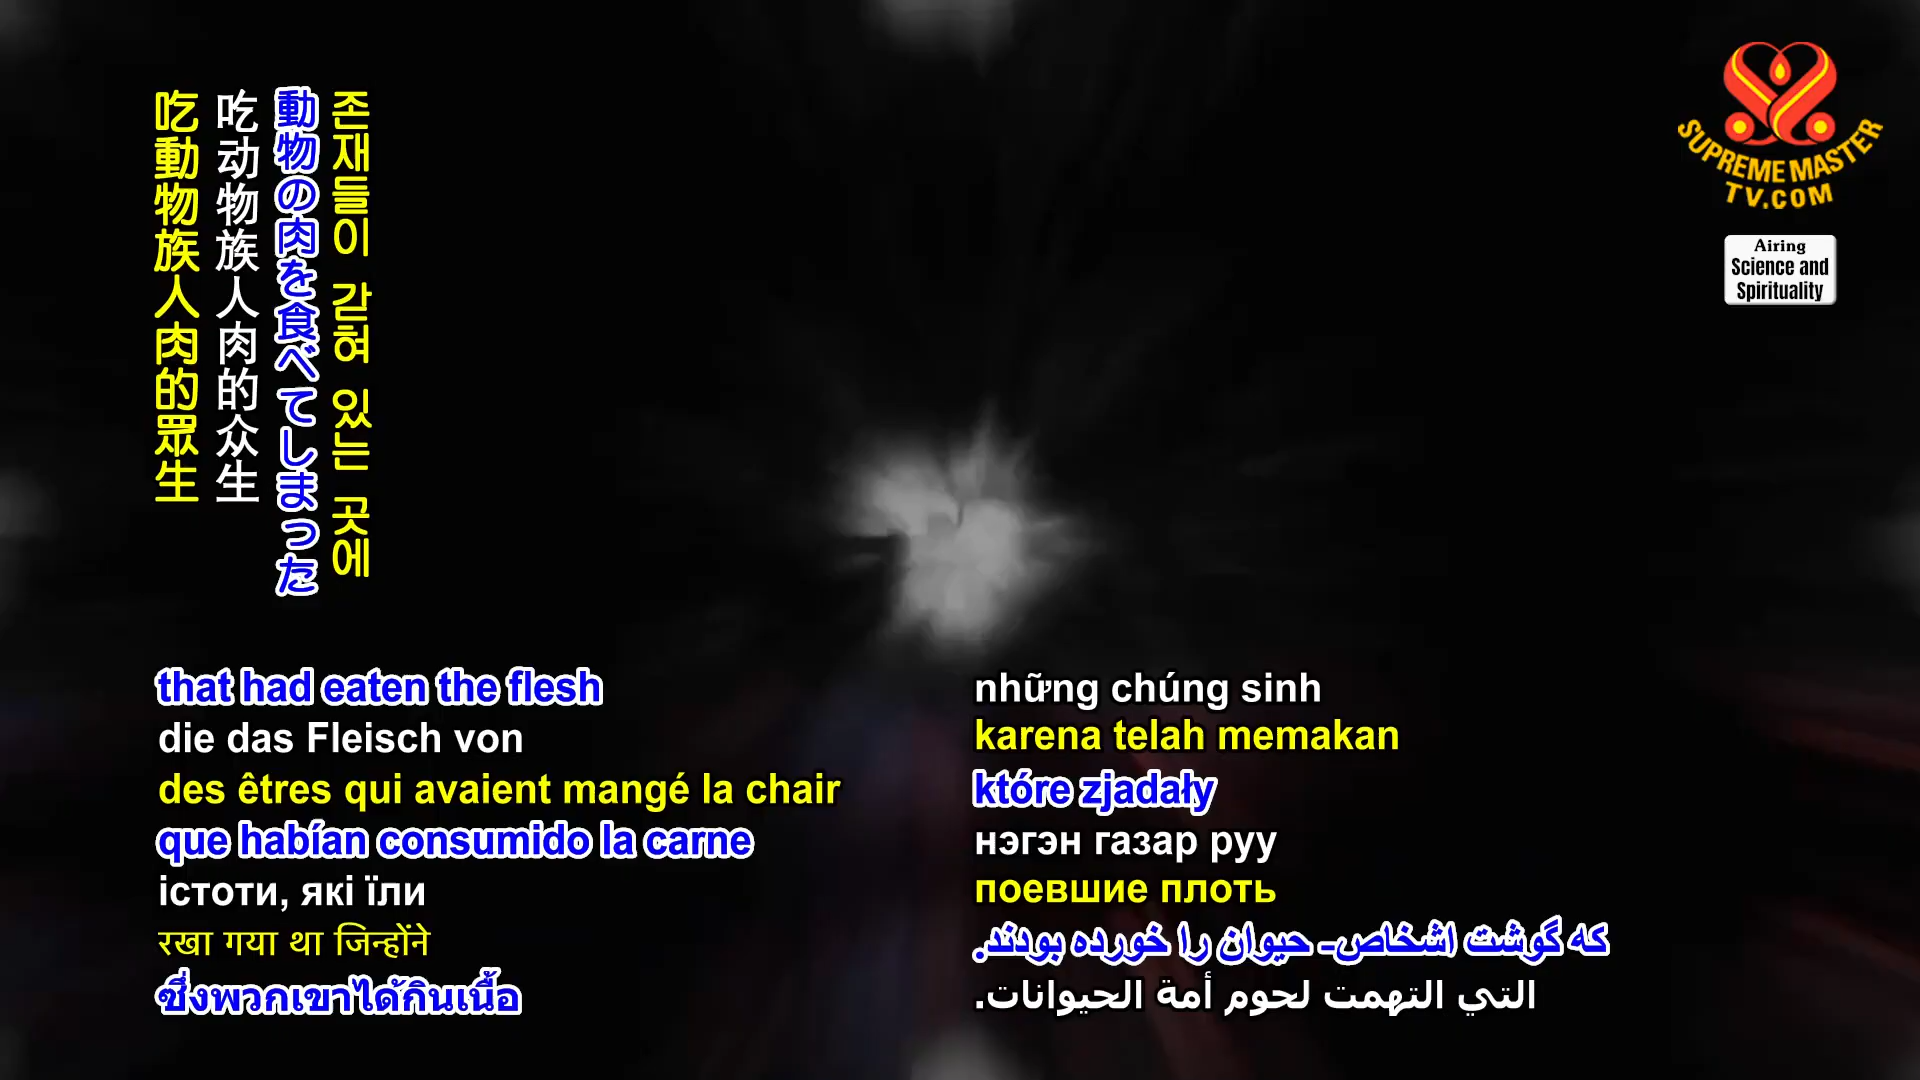 존재들이 갇혀 있는 곳에
動物の肉を食べてしまった
吃动物族人肉的众生
吃動物族人肉的眾生
SUPREME MASTER
TV.COM
Airing
Science and
Spirituality
that had eaten the flesh
die das Fleisch von
des êtres qui avaient mangé la chair
que habían consumido la carne
істоти, які їли
रखा गया था जिन्होंने
ซึ่งพวกเขาได้กินเนื้อ
những chúng sinh
karena telah memakan
które zjadały
нэгэн газар руу
поевшие плоть
که گوشت اشخاص- حیوان را خورده بودند.
التي التهمت لحوم أمة الحيوانات.